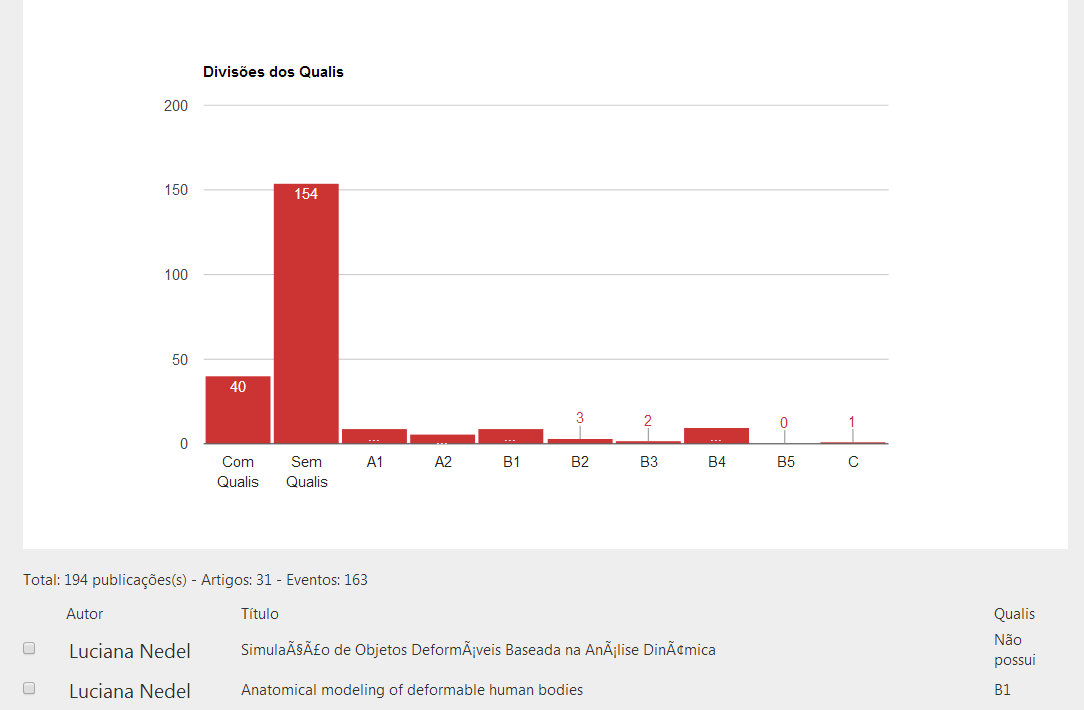 Divisões dos Qualis
200
150
100
50
0
40
154
...
...
...
3
2
...
0
1
Com Qualis
Sem Qualis
A1
A2
B1
B2
B3
B4
B5
C
Total: 194 publicações(s) - Artigos: 31 - Eventos: 163
Autor Título Qualis
Luciana Nedel SimulaÃ§Ã£o de Objetos DeformÃ¡veis Baseada na AnÃ¡lise DinÃ¢mica Não possui
Luciana Nedel Anatomical modeling of deformable human bodies B1